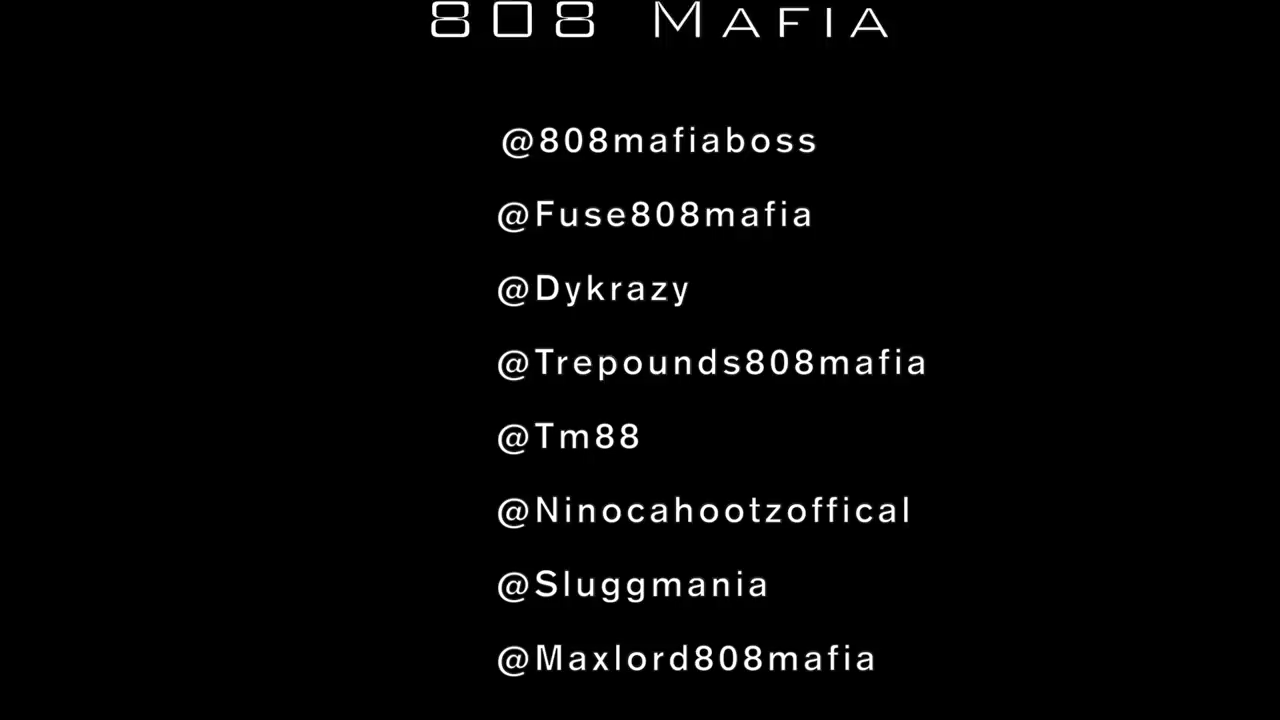 808 Mafia
@808mafiaboss
@Fuse808mafia
@Dykrazy
@Trepounds808mafia
@Tm88
@Ninocahootzoffical
@Sluggmania
@Maxlord808mafia